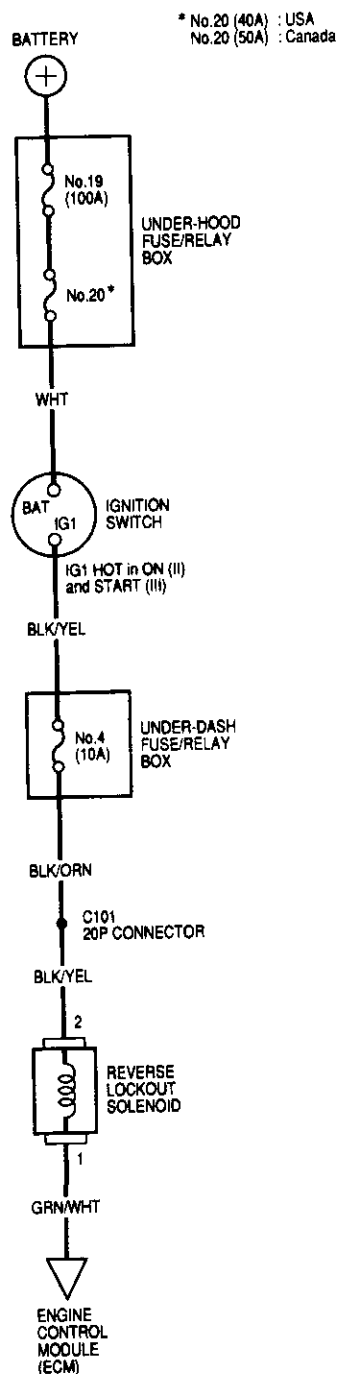 * No.20 (40A) : USA
No.20 (50A) : Canada
BATTERY
No.19
(100A)
UNDER-HOOD
FUSE/RELAY
BOX
No.20*
WHT
BAT
IG1
IGNITION
SWITCH
IG1 HOT in ON (II)
and START (III)
BLK/YEL
No.4
(10A)
UNDER-DASH
FUSE/RELAY
BOX
BLK/ORN
C101
20P CONNECTOR
BLK/YEL
2
REVERSE
LOCKOUT
SOLENOID
1
GRN/WHT
ENGINE
CONTROL
MODULE
(ECM)